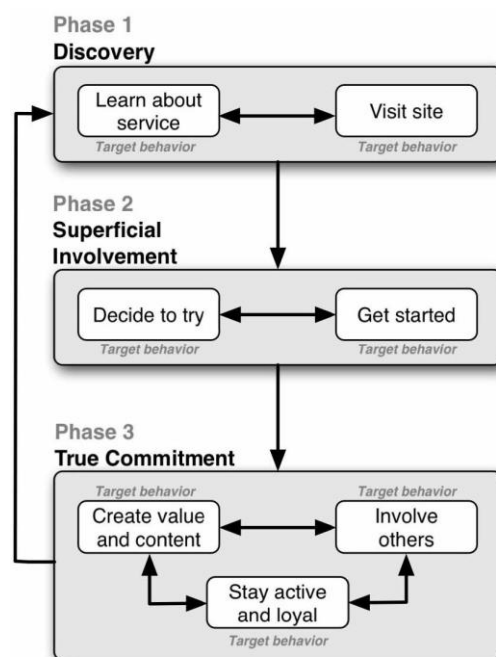 Phase 1
Discovery
Learn about
service
Visit site
Target behavior
Target behavior
Phase 2
Superficial
Involvement
Decide to try
Get started
Target behavior
Target behavior
Phase 3
True Commitment
Target behavior
Target behavior
Create value
and content
Involve
others
Stay active
and loyal
Target behavior